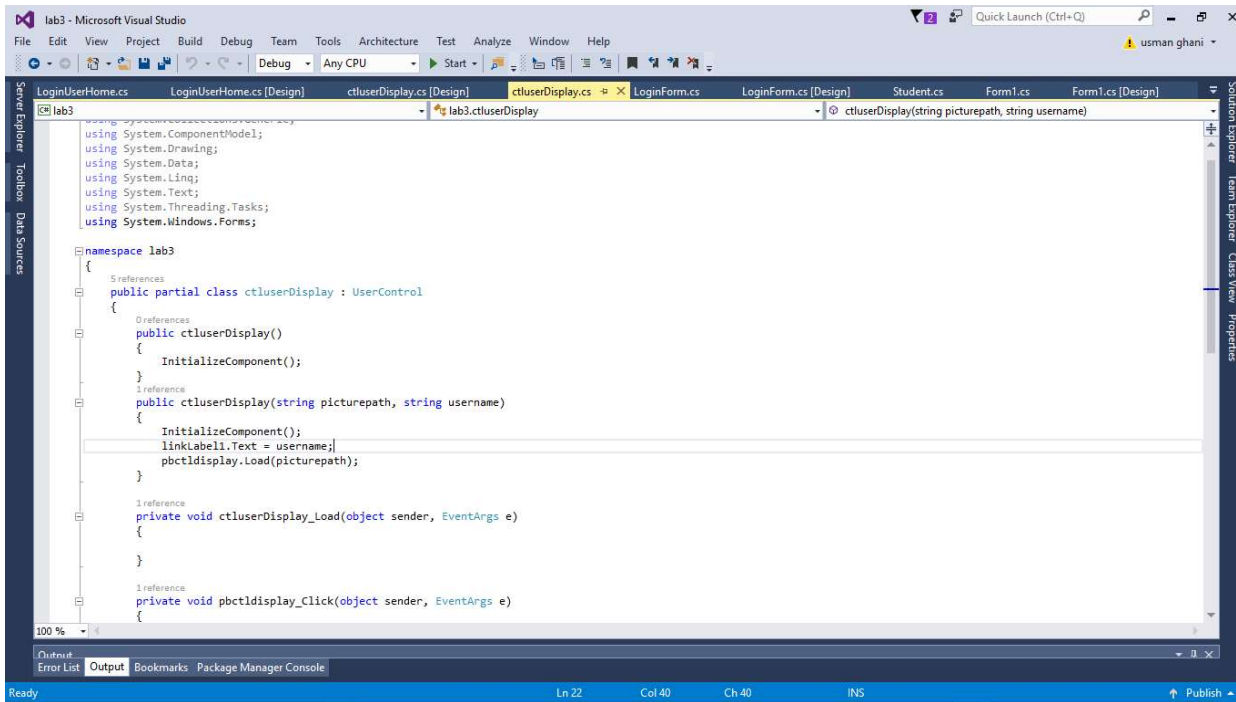 lab3 - Microsoft Visual Studio
2
Quick Launch (Ctrl+Q)
File Edit View Project Build Debug Team Tools Architecture Test Analyze Window Help
usman ghani
Debug Any CPU Start
LoginUserHome.cs LoginUserHome.cs [Design] ctluserDisplay.cs [Design] ctluserDisplay.cs LoginForm.cs LoginForm.cs [Design] Student.cs Form1.cs Form1.cs [Design]
C# lab3 lab3.ctluserDisplay ctluserDisplay(string picturepath, string username)
using System.Collections.Generic;
using System.ComponentModel;
using System.Drawing;
using System.Data;
using System.Linq;
using System.Text;
using System.Threading.Tasks;
using System.Windows.Forms;
namespace lab3
{
5 references
public partial class ctluserDisplay : UserControl
{
0 references
public ctluserDisplay()
{
InitializeComponent();
}
1 reference
public ctluserDisplay(string picturepath, string username)
{
InitializeComponent();
linkLabel1.Text = username;
pbctldisplay.Load(picturepath);
}
1 reference
private void ctluserDisplay_Load(object sender, EventArgs e)
{
}
1 reference
private void pbctldisplay_Click(object sender, EventArgs e)
{
100 %
Output
Error List Output Bookmarks Package Manager Console
Ready Ln 22 Col 40 Ch 40 INS Publish
Server Explorer
Toolbox
Data Sources
Solution Explorer
Team Explorer
Class View
Properties